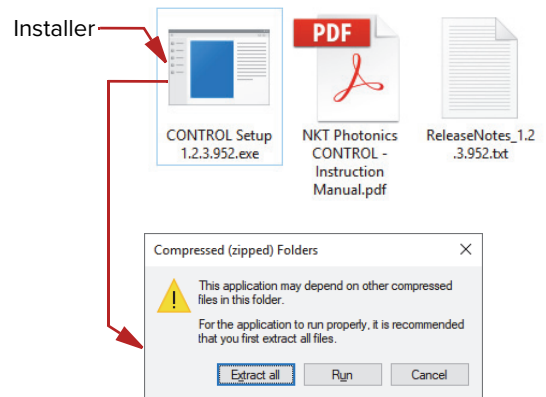 Installer
PDF
CONTROL Setup
1.2.3.952.exe
NKT Photonics
CONTROL -
Instruction
Manual.pdf
ReleaseNotes_1.2
.3.952.txt
Compressed (zipped) Folders
This application may depend on other compressed
files in this folder.
For the application to run properly, it is recommended
that you first extract all files.
Extract all
Run
Cancel